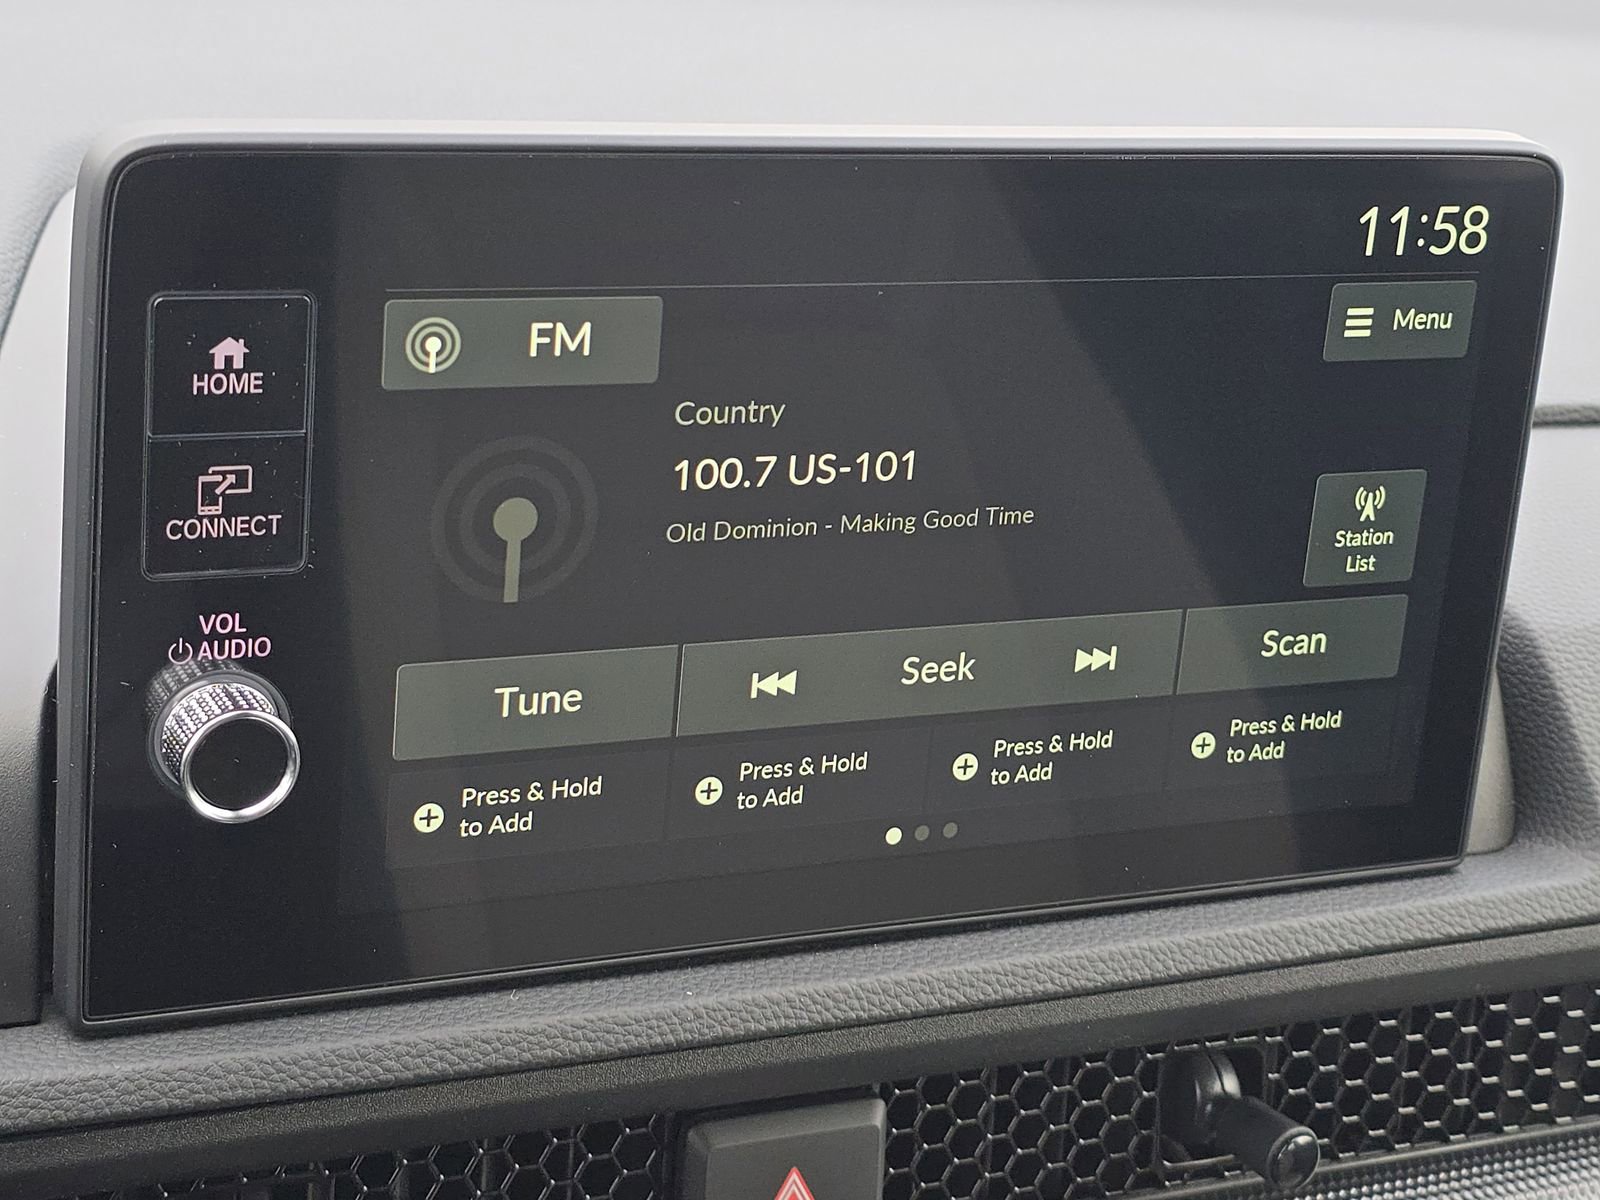 11:58
FM
Menu
HOME
Country
100.7 US-101
Old Dominion - Making Good Time
CONNECT
Station
List
VOL
AUDIO
Tune
Seek
Scan
Press & Hold
to Add
Press & Hold
to Add
Press & Hold
to Add
Press & Hold
to Add